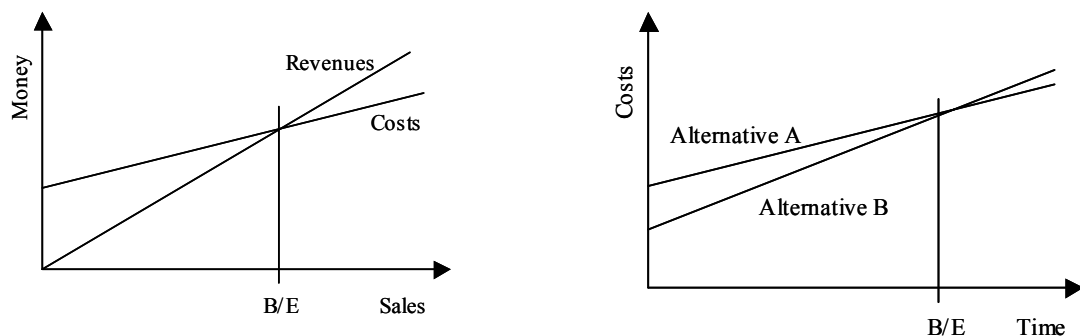 Money
Revenues
Costs
B/E
Sales
Costs
Alternative A
Alternative B
B/E
Time